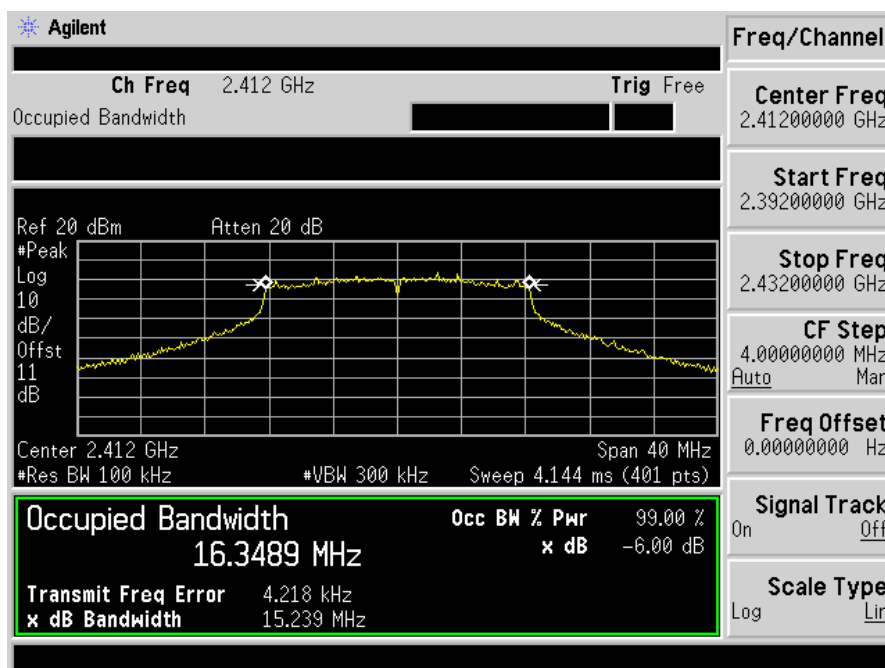 Agilent
Freq/Channel
Ch Freq 2.412 GHz Trig Free
Occupied Bandwidth
Center Freq
2.41200000 GHz
Start Freq
2.39200000 GHz
Stop Freq
2.43200000 GHz
CF Step
4.00000000 MHz
Auto Man
Freq Offset
0.00000000 Hz
Signal Track
On Off
Scale Type
Log Lin
Ref 20 dBm Atten 20 dB
#Peak
Log
10
dB/
Offst
11
dB
Center 2.412 GHz Span 40 MHz
#Res BW 100 kHz #VBW 300 kHz Sweep 4.144 ms (401 pts)
Occupied Bandwidth
16.3489 MHz
Occ BW % Pwr 99.00 %
x dB -6.00 dB
Transmit Freq Error 4.218 kHz
x dB Bandwidth 15.239 MHz